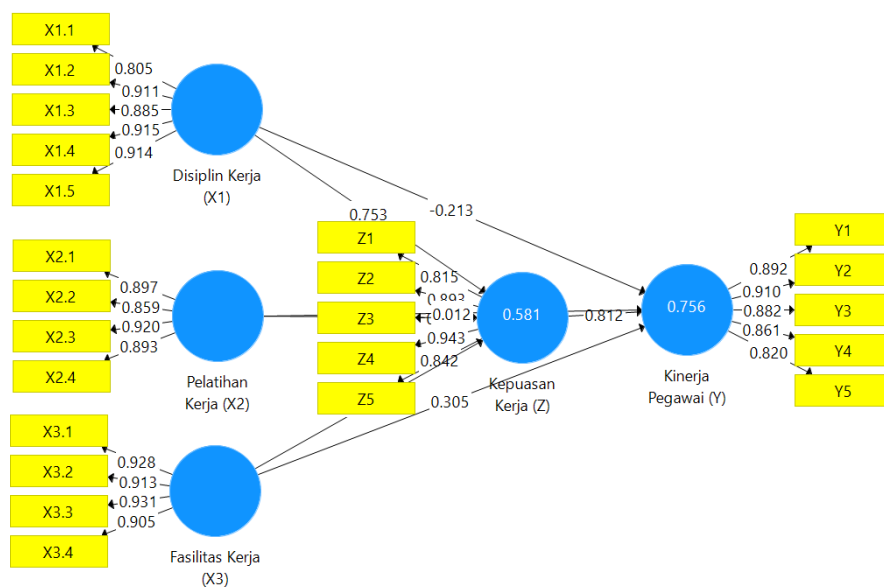 X1.1
X1.2
X1.3
X1.4
X1.5
0.805
0.911
0.885
0.915
0.914
Disiplin Kerja
(X1)
0.753
-0.213
X2.1
X2.2
X2.3
X2.4
0.897
0.859
0.920
0.893
Pelatihan
Kerja (X2)
Z1
Z2
Z3
Z4
Z5
0.815
0.893
0.012
0.943
0.842
0.581
Kepuasan
Kerja (Z)
0.812
0.305
0.756
Kinerja
Pegawai (Y)
0.892
0.910
0.882
0.861
0.820
Y1
Y2
Y3
Y4
Y5
X3.1
X3.2
X3.3
X3.4
0.928
0.913
0.931
0.905
Fasilitas Kerja
(X3)